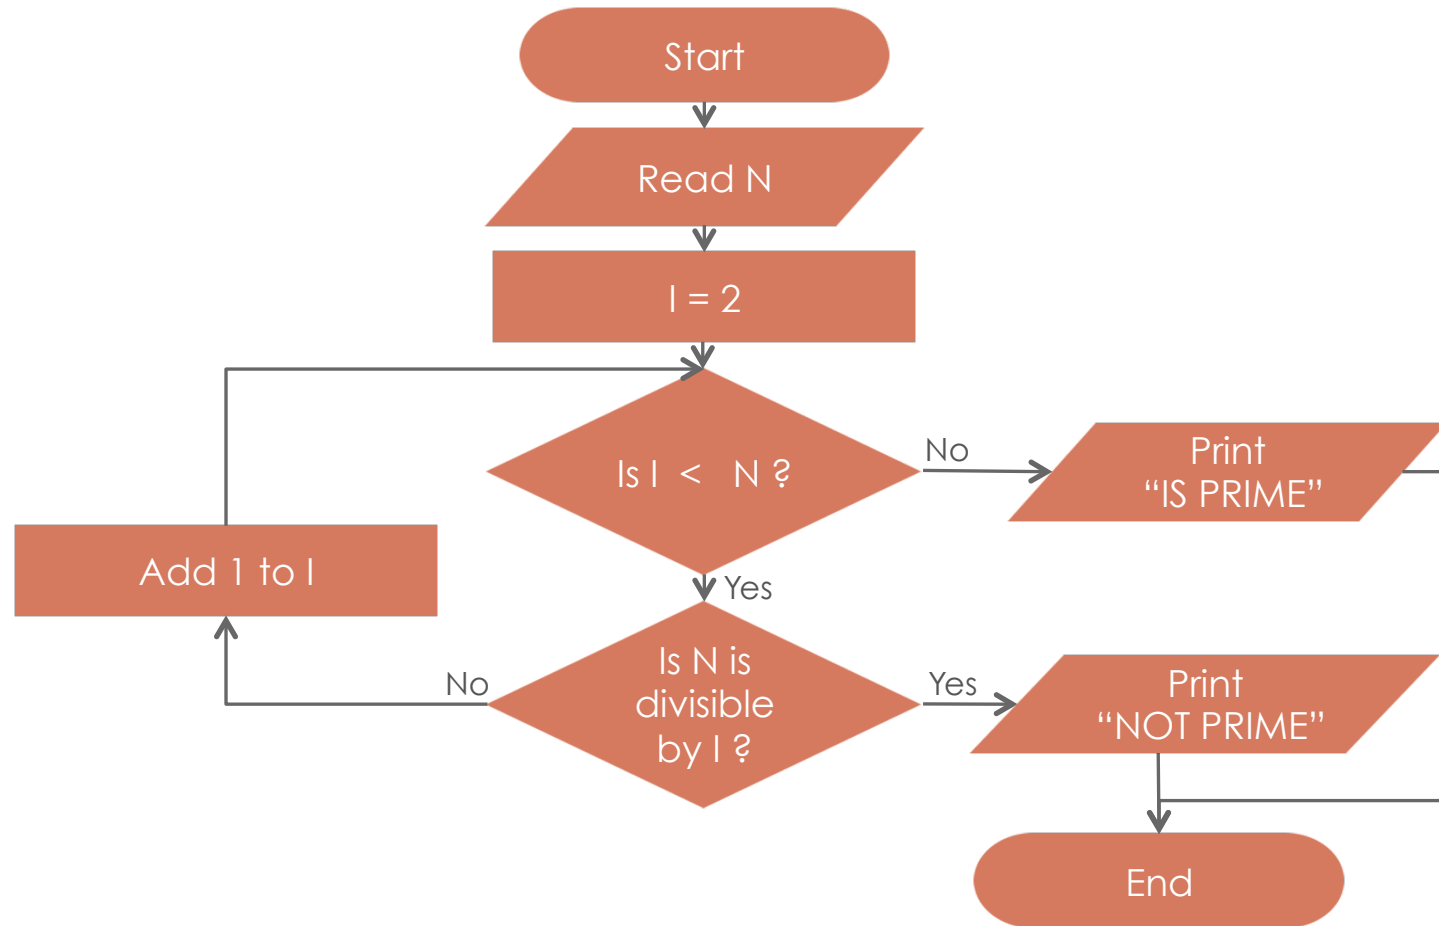 Start
Read N
I = 2
Is I < N ?
No
Print
“IS PRIME”
Add 1 to I
Yes
Is N is
divisible
by I ?
No
Yes
Print
“NOT PRIME”
End